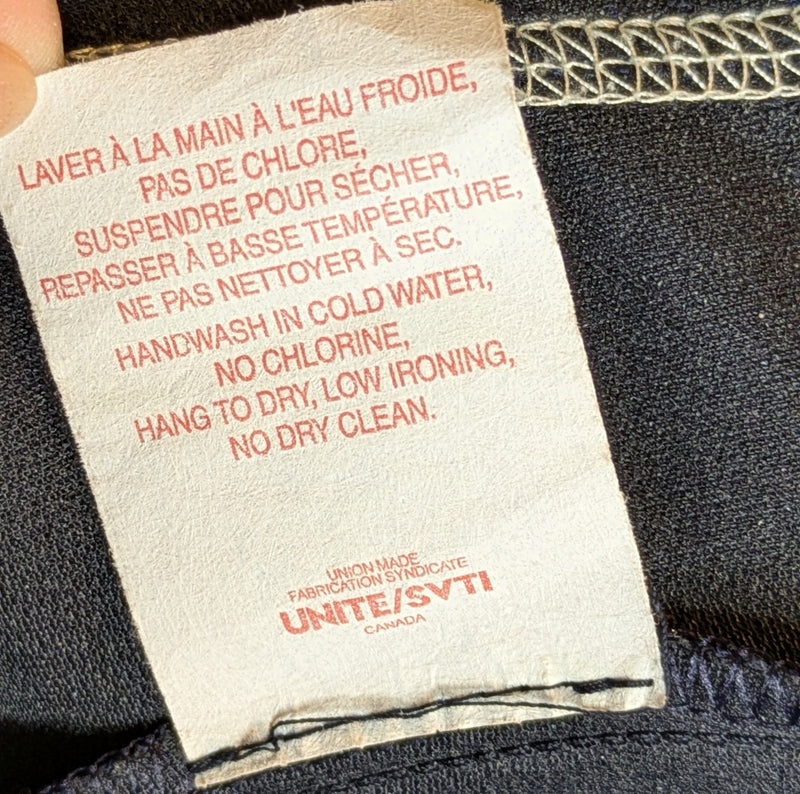 LAVER À LA MAIN À L'EAU FROIDE,
PAS DE CHLORE,
SUSPENDRE POUR SÉCHER,
REPASSER À BASSE TEMPÉRATURE,
NE PAS NETTOYER À SEC.
HANDWASH IN COLD WATER,
NO CHLORINE,
HANG TO DRY, LOW IRONING,
NO DRY CLEAN.
UNION MADE
FABRICATION SYNDICATE
UNITE/SVTI
CANADA